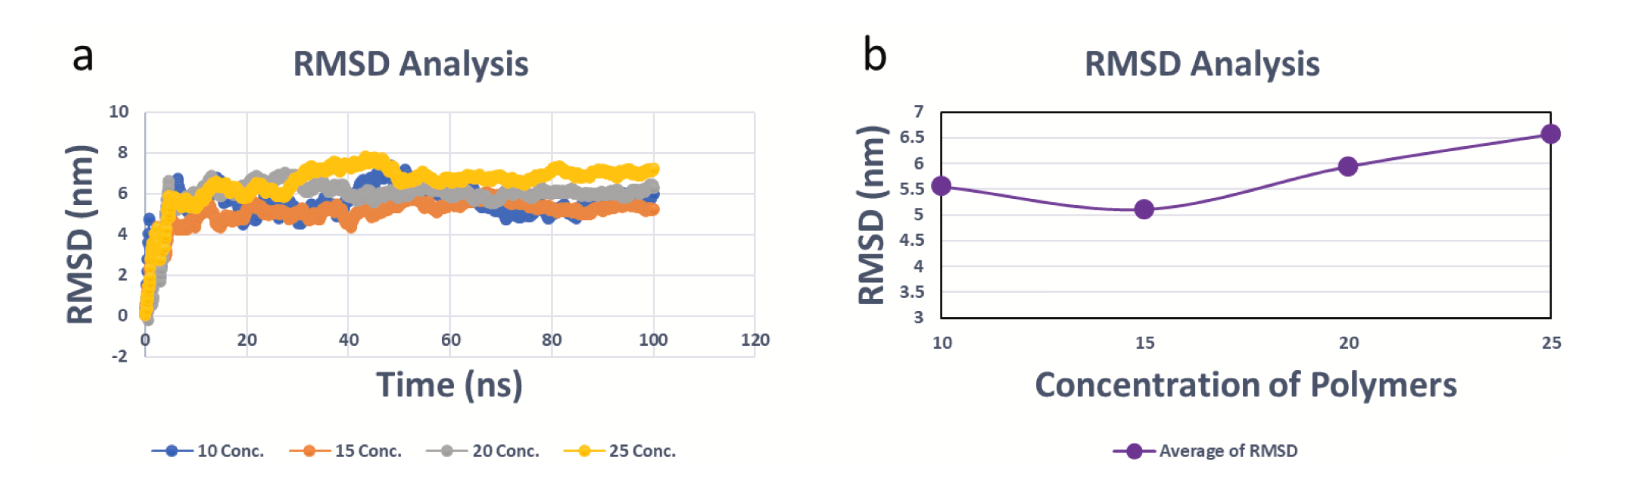 a
RMSD Analysis
RMSD (nm)
10
8
6
4
2
0
-2
0
20
40
60
80
100
120
Time (ns)
10 Conc.
15 Conc.
20 Conc.
25 Conc.
b
RMSD Analysis
RMSD (nm)
7
6.5
6
5.5
5
4.5
4
3.5
3
10
15
20
25
Concentration of Polymers
Average of RMSD